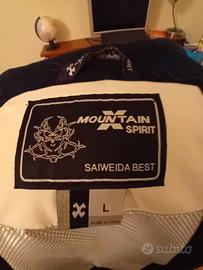 MOUNTAIN
X
SPIRIT
SAIWEIDA BEST
L
subito